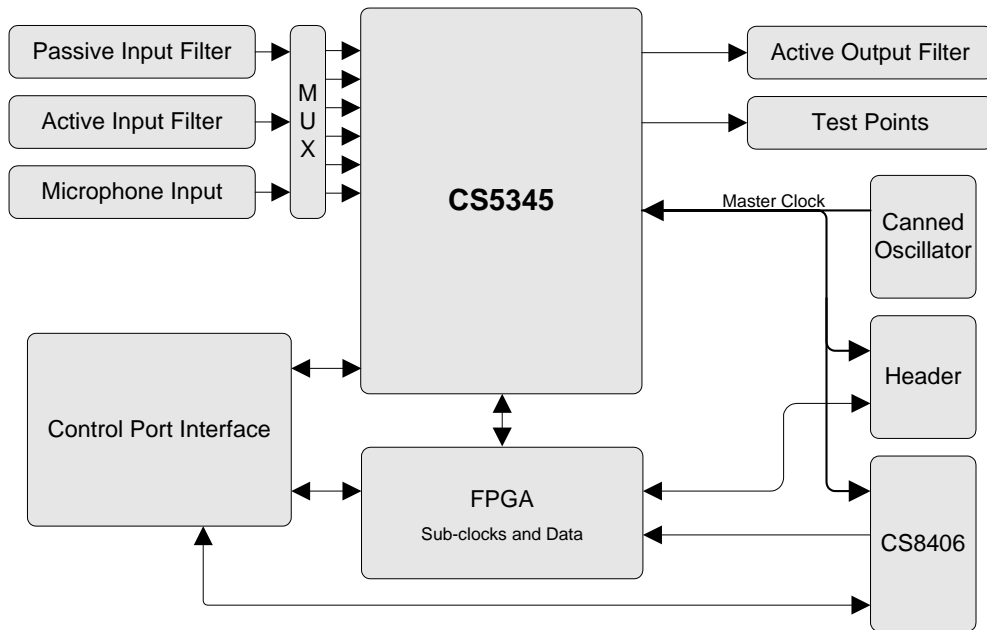 Passive Input Filter
Active Input Filter
Microphone Input
M
U
X
CS5345
Active Output Filter
Test Points
Master Clock
Canned
Oscillator
Header
Control Port Interface
FPGA
Sub-clocks and Data
CS8406